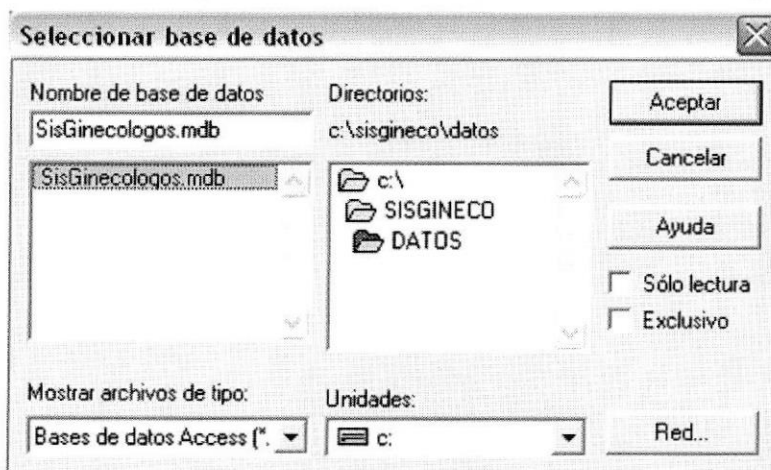 Seleccionar base de datos
Nombre de base de datos
SisGinecologos.mdb
SisGinecologos.mdb
Directorios:
c:\sisgineco\datos
c:\
SISGINECO
DATOS
Aceptar
Cancelar
Ayuda
Sólo lectura
Exclusivo
Mostrar archivos de tipo:
Bases de datos Access (*.
Unidades:
c:
Red...